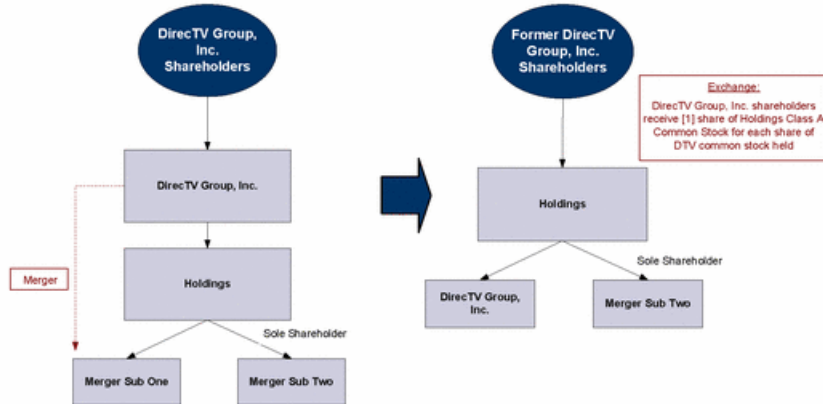 DirecTV Group,
Inc.
Shareholders
DirecTV Group, Inc.
Merger
Holdings
Sole Shareholder
Merger Sub One
Merger Sub Two
Former DirecTV
Group, Inc.
Shareholders
Exchange:
DirecTV Group, Inc. shareholders
receive [1] share of Holdings Class A
Common Stock for each share of
DTV common stock held
Holdings
Sole Shareholder
DirecTV Group,
Inc.
Merger Sub Two